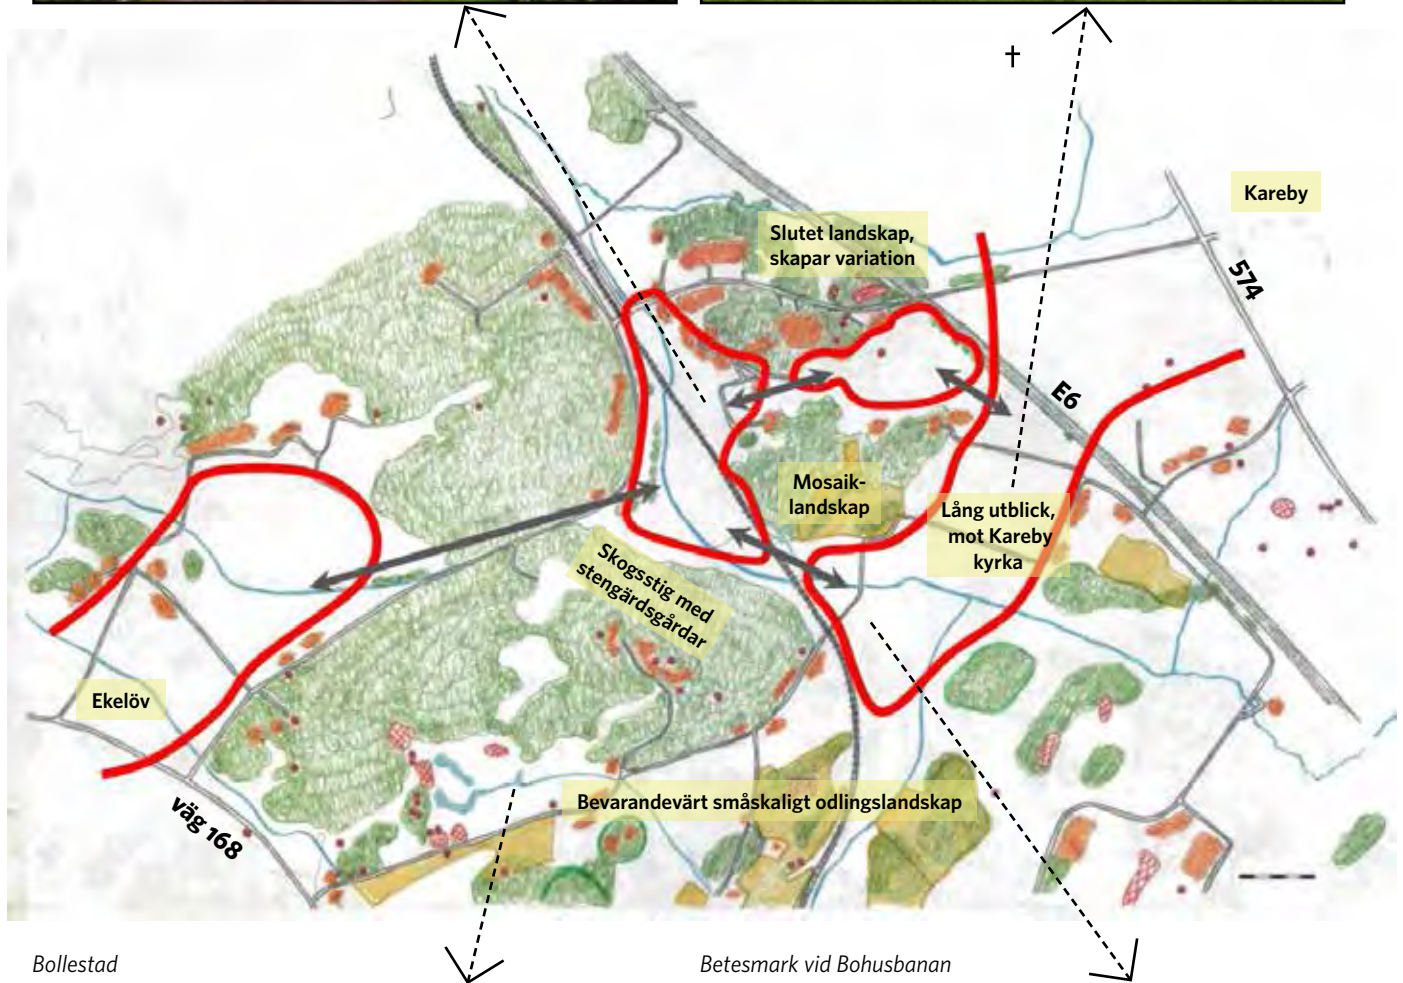 Kareby
Slutet landskap,
skapar variation
574
E6
Mosaik-
landskap
Lång utblick,
mot Kareby
kyrka
Skogsstig med
stengärdsgårdar
Ekelöv
väg 168
Bevarandevärt småskaligt odlingslandskap
Bollestad
Betesmark vid Bohusbanan